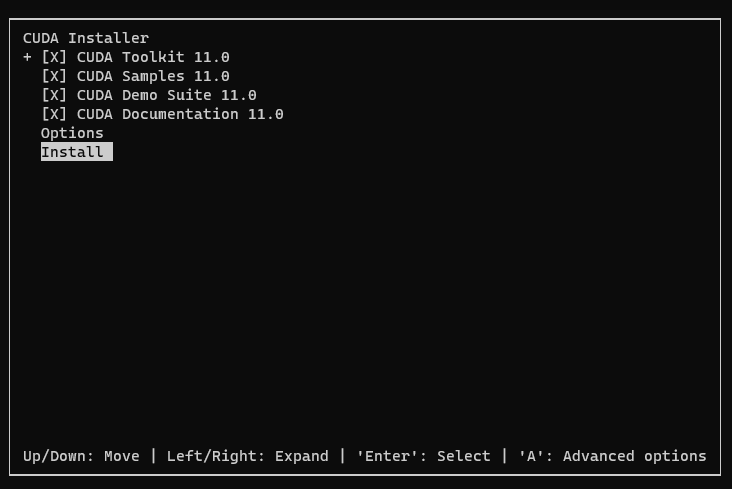 CUDA Installer
+ [X] CUDA Toolkit 11.0
[X] CUDA Samples 11.0
[X] CUDA Demo Suite 11.0
[X] CUDA Documentation 11.0
Options
Install
Up/Down: Move | Left/Right: Expand | 'Enter': Select | 'A': Advanced options